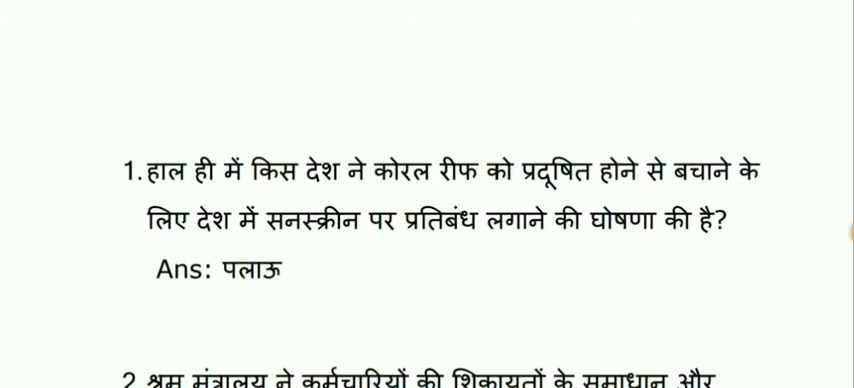 1. हाल ही में किस देश ने कोरल रीफ को प्रदूषित होने से बचाने के
लिए देश में सनस्क्रीन पर प्रतिबंध लगाने की घोषणा की है?
Ans: पलाऊ
2 श्रम मंत्रालय ने कर्मचारियों की शिकायतों के समाधान और